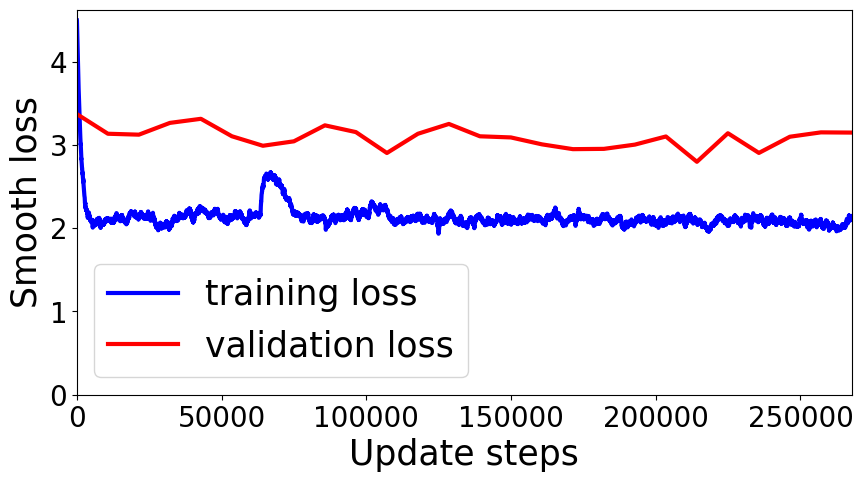 Smooth loss
4
3
2
1
0
training loss
validation loss
0 50000 100000 150000 200000 250000
Update steps